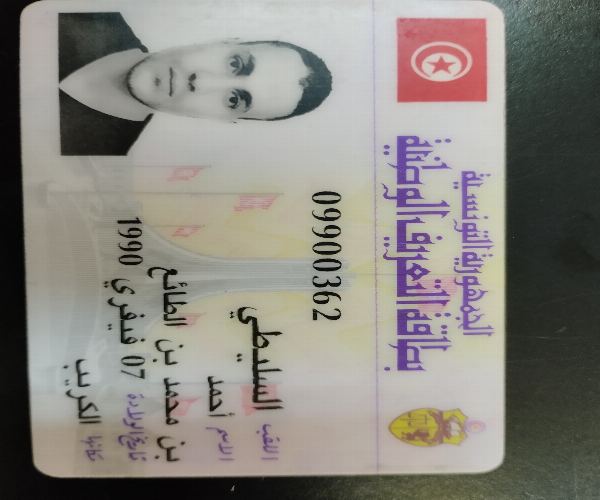 الجمهورية التونسية
بطاقة التعريف الوطنية
09900362
اللقب السليطي
الاسم أحمد
بن محمد بن الطائع
تاريخ الولادة 07 فيفري 1990
مكانها الكريب